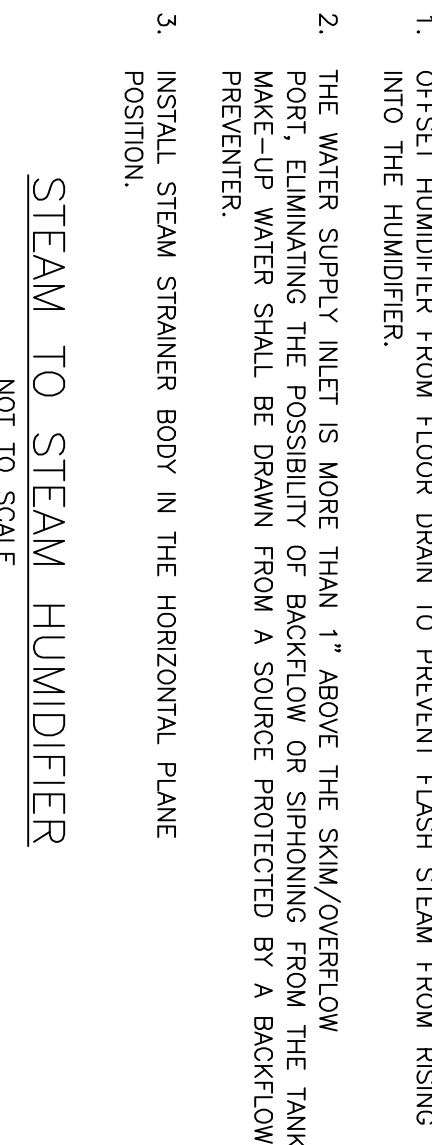 1. OFFSET HUMIDIFIER FROM FLOOR DRAIN TO PREVENT FLASH STEAM FROM RISING
INTO THE HUMIDIFIER.
2. THE WATER SUPPLY INLET IS MORE THAN 1" ABOVE THE SKIM/OVERFLOW
PORT, ELIMINATING THE POSSIBILITY OF BACKFLOW OR SIPHONING FROM THE TANK
MAKE-UP WATER SHALL BE DRAWN FROM A SOURCE PROTECTED BY A BACKFLOW
PREVENTER.
3. INSTALL STEAM STRAINER BODY IN THE HORIZONTAL PLANE
POSITION.
STEAM TO STEAM HUMIDIFIER
NOT TO SCALE